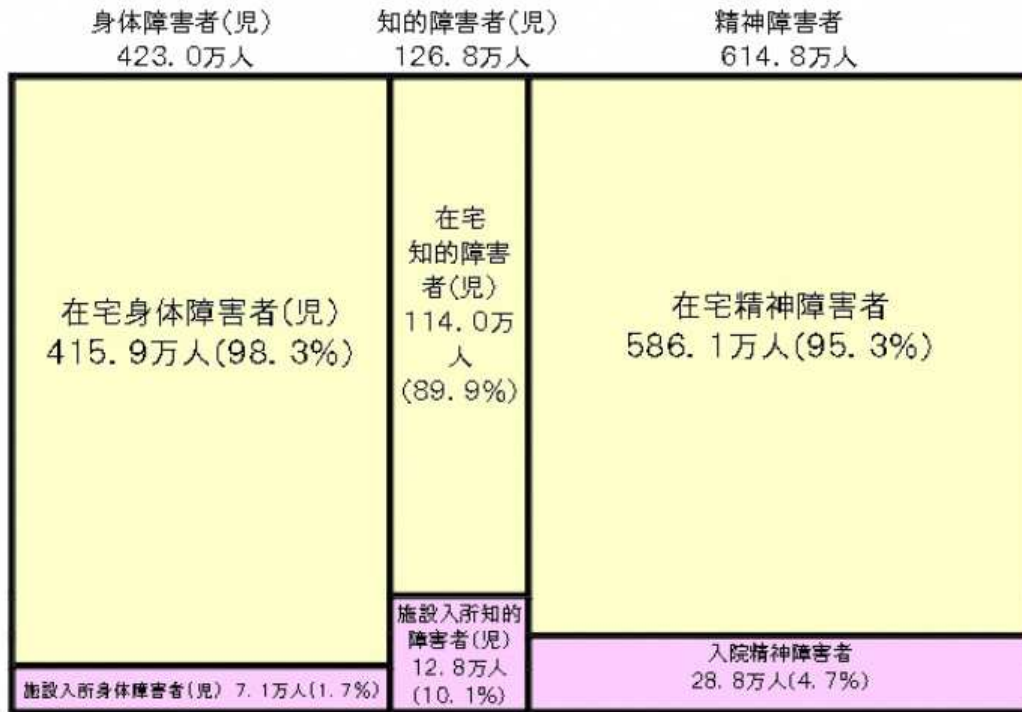 身体障害者(児)
423.0万人
知的障害者(児)
126.8万人
精神障害者
614.8万人
在宅身体障害者(児)
415.9万人(98.3%)
在宅
知的障害
者(児)
114.0万
人
(89.9%)
在宅精神障害者
586.1万人(95.3%)
施設入所身体障害者(児) 7.1万人(1.7%)
施設入所知的
障害者(児)
12.8万人
(10.1%)
入院精神障害者
28.8万人(4.7%)